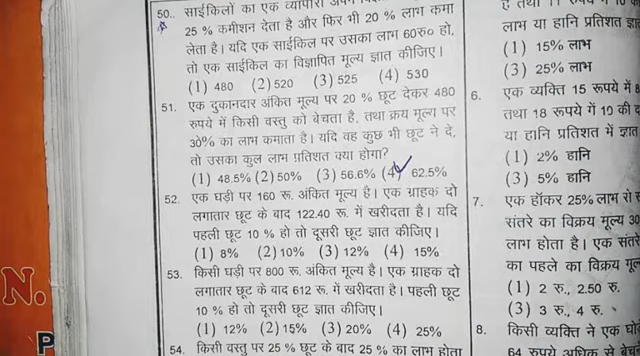 50.. साईकिलों का एक व्यापारी अपने
25 % कमीशन देता है और फिर भी 20 % लाभ कमा
लेता है। यदि एक साईकिल पर उसका लाभ 60रु० हो,
तो एक साईकिल का विज्ञापित मूल्य ज्ञात कीजिए।
(1) 480 (2) 520 (3) 525 (4) 530
51. एक दुकानदार अंकित मूल्य पर 20 % छूट देकर 480
रुपये में किसी वस्तु को बेचता है, तथा क्रय मूल्य पर
30% का लाभ कमाता है। यदि वह कुछ भी छूट ने दे,
तो उसका कुल लाभ प्रतिशत क्या होगा?
(1) 48.5% (2) 50% (3) 56.6% (4) 62.5%
52. एक घड़ी पर 160 रू. अंकित मूल्य है। एक ग्राहक दो
लगातार छूट के बाद 122.40 रू. में खरीदता है। यदि
पहली छूट 10 % हो तो दूसरी छूट ज्ञात कीजिए।
(1) 8% (2) 10% (3) 12% (4) 15%
53. किसी घड़ी पर 800 रू. अंकित मूल्य है। एक ग्राहक दो
लगातार छूट के बाद 612 रू. में खरीदता है। पहली छूट
10 % हो तो दूसरी छूट ज्ञात कीजिए।
(1) 12% (2) 15% (3) 20% (4) 25%
54. किसी वस्तु पर 25 % छूट के बाद 25 % का लाभ होता
लाभ या हानि प्रतिशत
(1) 15% लाभ
(3) 25% लाभ
6. एक व्यक्ति 15 रूपये में
तथा 18 रूपये में 10 की
या हानि प्रतिशत में ज्ञात
(1) 2% हानि
(3) 5% हानि
7. एक हॉकर 25% लाभ
संतरे का विक्रय मूल्य 30
लाभ होता है। एक संतरे
का पहले का विक्रय
(1) 2 रु., 2.50 रु.
(3) 3 रु., 4 रु.
8. किसी व्यक्ति ने एक
64 रुपये अधिक से
N.
P